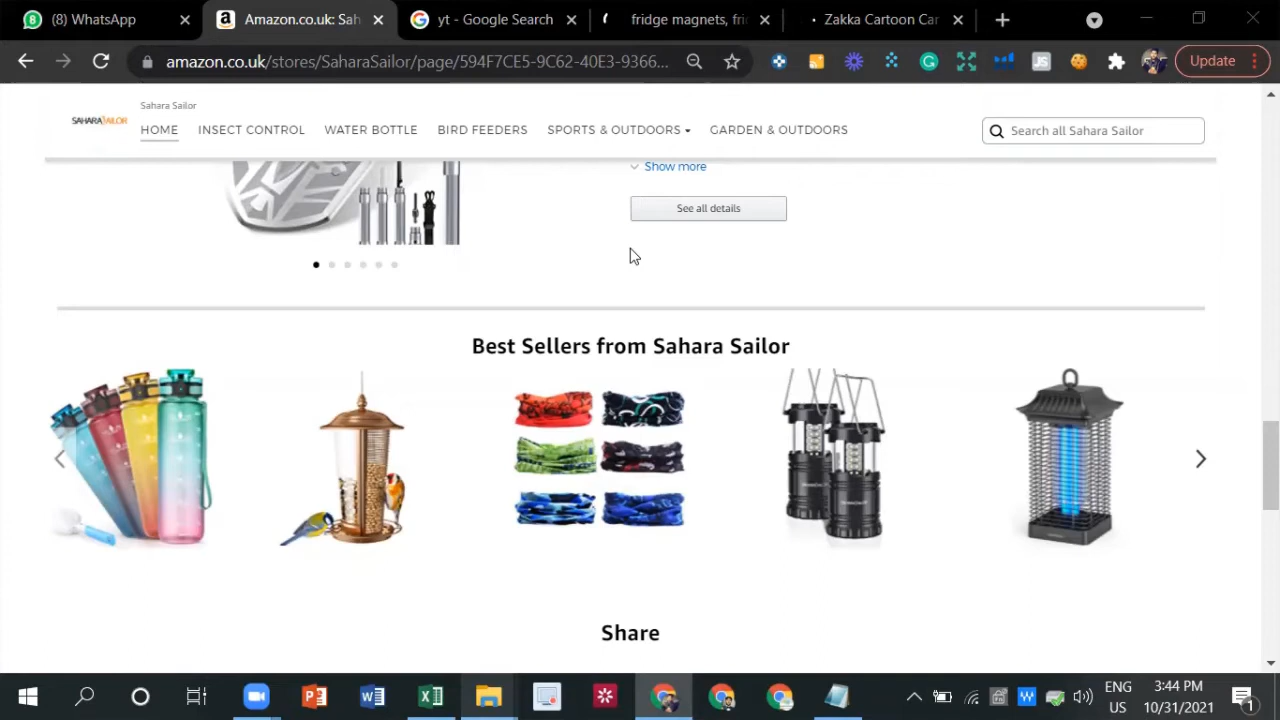 (8) WhatsApp
Amazon.co.uk: Sah
yt - Google Search
fridge magnets, fri
Zakka Cartoon Car
amazon.co.uk/stores/SaharaSailor/page/594F7CE5-9C62-40E3-9366...
Update
Sahara Sailor
SAHARASAILOR
HOME
INSECT CONTROL
WATER BOTTLE
BIRD FEEDERS
SPORTS & OUTDOORS
GARDEN & OUTDOORS
Search all Sahara Sailor
Show more
See all details
Best Sellers from Sahara Sailor
Share
ENG
US
3:44 PM
10/31/2021